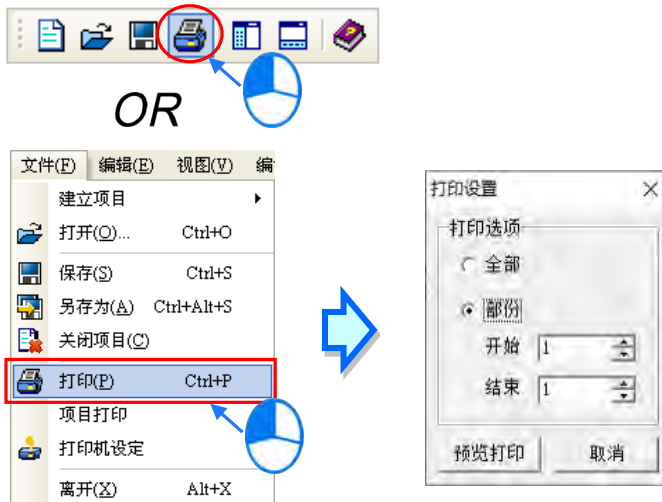 OR
文件(F) 编辑(E) 视图(V) 编
建立项目
打开(O)... Ctrl+O
保存(S) Ctrl+S
另存为(A) Ctrl+Alt+S
关闭项目(C)
打印(P) Ctrl+P
项目打印
打印机设定
离开(X) Alt+X
打印设置
打印选项
全部
部份
开始 1
结束 1
预览打印 取消